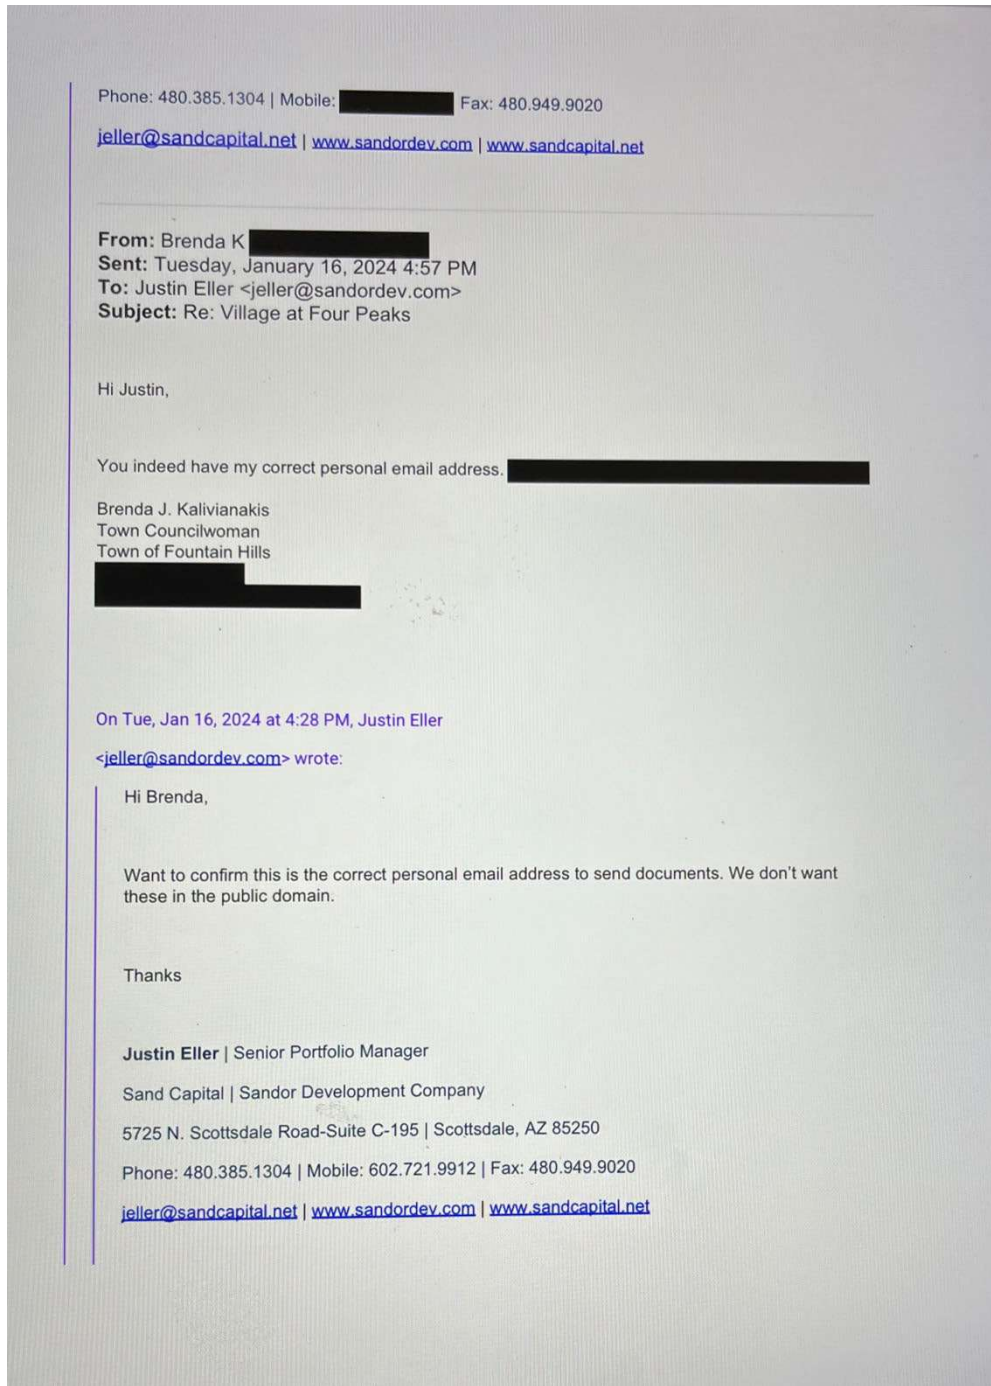 Phone: 480.385.1304 | Mobile: Fax: 480.949.9020
jeller@sandcapital.net | www.sandordev.com | www.sandcapital.net
From: Brenda K
Sent: Tuesday, January 16, 2024 4:57 PM
To: Justin Eller <jeller@sandordev.com>
Subject: Re: Village at Four Peaks
Hi Justin,
You indeed have my correct personal email address.
Brenda J. Kalivianakis
Town Councilwoman
Town of Fountain Hills
On Tue, Jan 16, 2024 at 4:28 PM, Justin Eller
<jeller@sandordev.com> wrote:
Hi Brenda,
Want to confirm this is the correct personal email address to send documents. We don't want
these in the public domain.
Thanks
Justin Eller | Senior Portfolio Manager
Sand Capital | Sandor Development Company
5725 N. Scottsdale Road-Suite C-195 | Scottsdale, AZ 85250
Phone: 480.385.1304 | Mobile: 602.721.9912 | Fax: 480.949.9020
jeller@sandcapital.net | www.sandordev.com | www.sandcapital.net